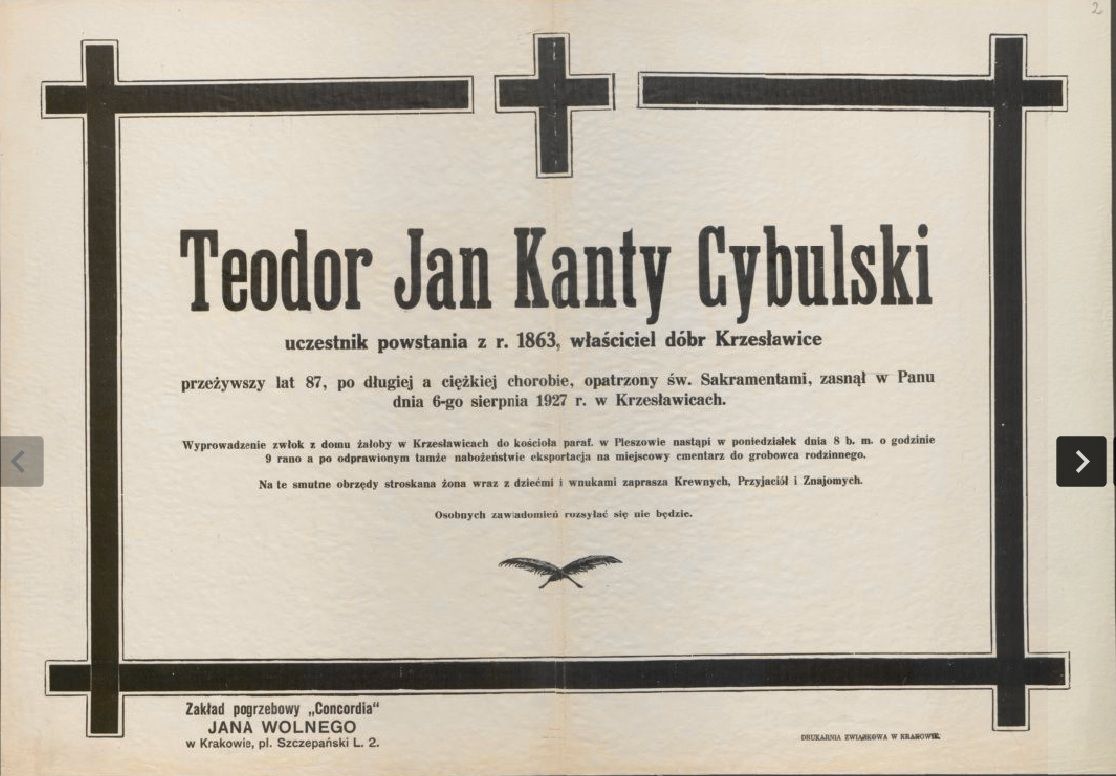 2
Teodor Jan Kanty Cybulski
uczestnik powstania z r. 1863, właściciel dóbr Krzesławice
przeżywszy lat 87, po długiej a ciężkiej chorobie, opatrzony św. Sakramentami, zasnął w Panu
dnia 6-go sierpnia 1927 r. w Krzesławicach.
Wyprowadzenie zwłok z domu żałoby w Krzesławicach do kościoła paraf. w Pleszowie nastąpi w poniedziałek dnia 8 b. m. o godzinie
9 rano a po odprawionym tamże nabożeństwie eksportacja na miejscowy cmentarz do grobowca rodzinnego.
Na te smutne obrzędy stroskana żona wraz z dziećmi i wnukami zaprasza Krewnych, Przyjaciół i Znajomych.
Osobnych zawiadomień rozsyłać się nie będzie.
Zakład pogrzebowy „Concordia”
JANA WOLNEGO
w Krakowie, pl. Szczepański L. 2.
DRUKARNIA ZWIĄZKOWA W KRAKOWIE.